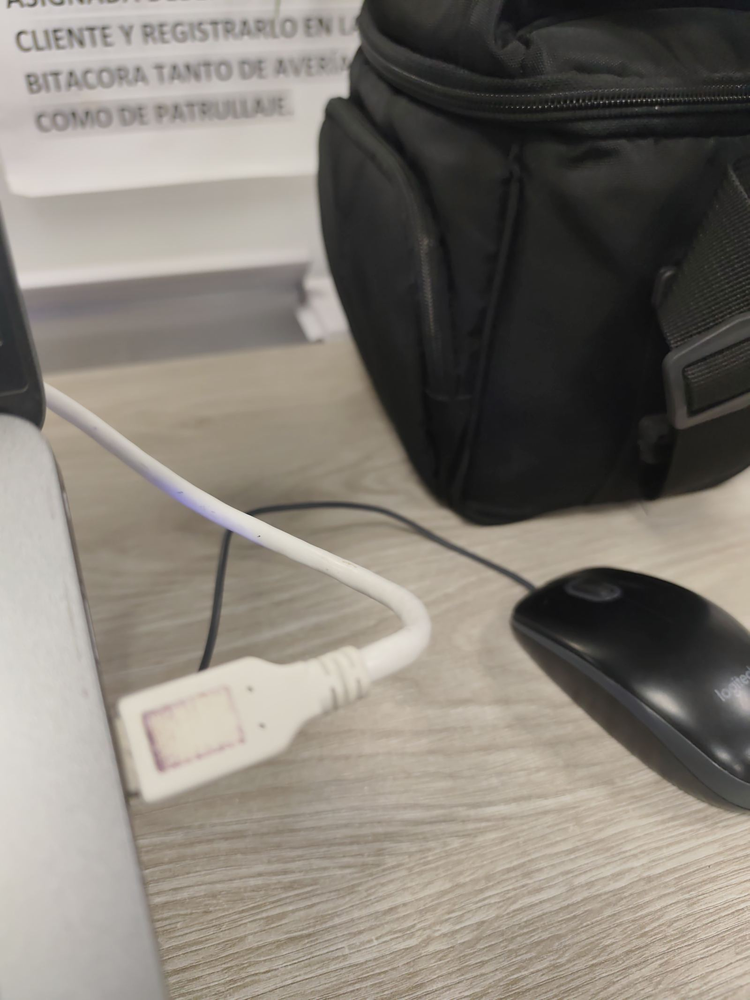 CLIENTE Y REGISTRARLO EN LA
BITACORA TANTO DE AVERÍA
COMO DE PATRULLAJE.
logitech